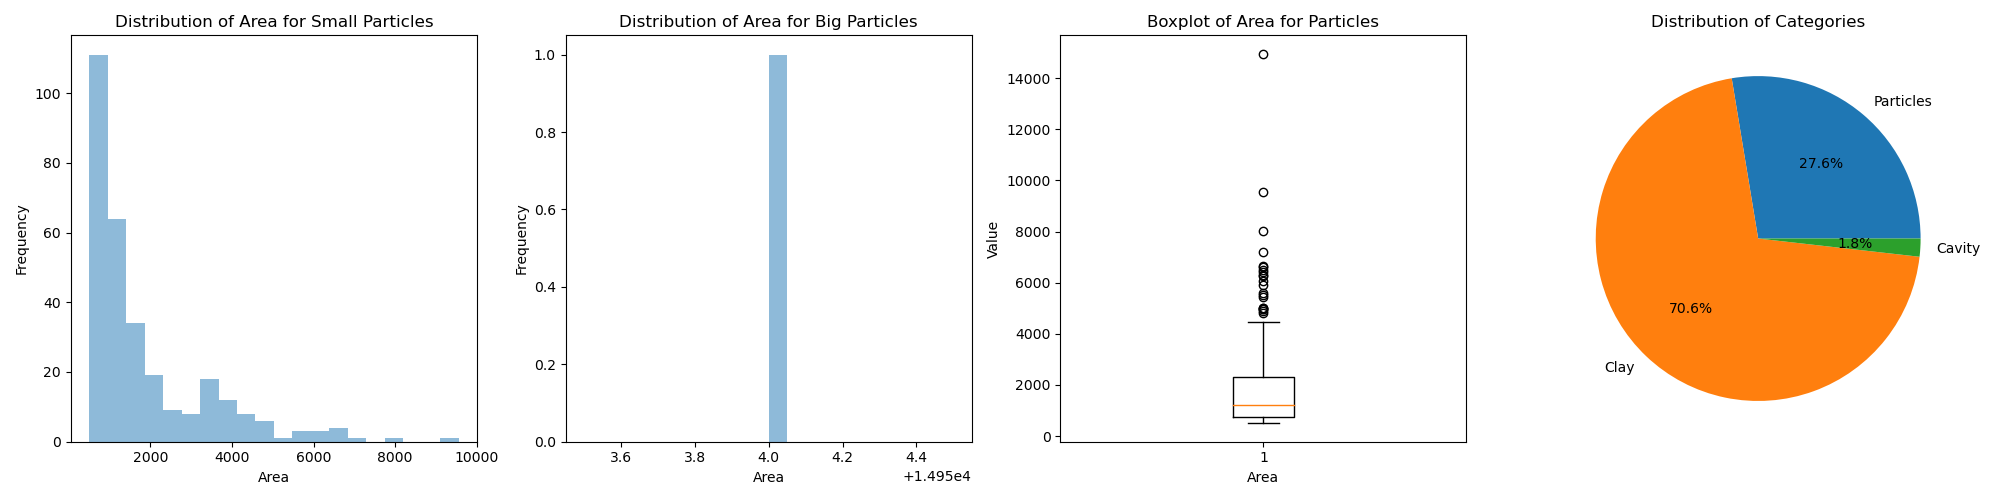 Distribution of Area for Small Particles
Frequency
100
80
60
40
20
0
2000 4000 6000 8000 10000
Area
Distribution of Area for Big Particles
Frequency
1.0
0.8
0.6
0.4
0.2
0.0
3.6 3.8 4.0 4.2 4.4
+1.495e4
Area
Boxplot of Area for Particles
Value
14000
12000
10000
8000
6000
4000
2000
0
1
Area
Distribution of Categories
Particles
27.6%
1.8%
Cavity
70.6%
Clay